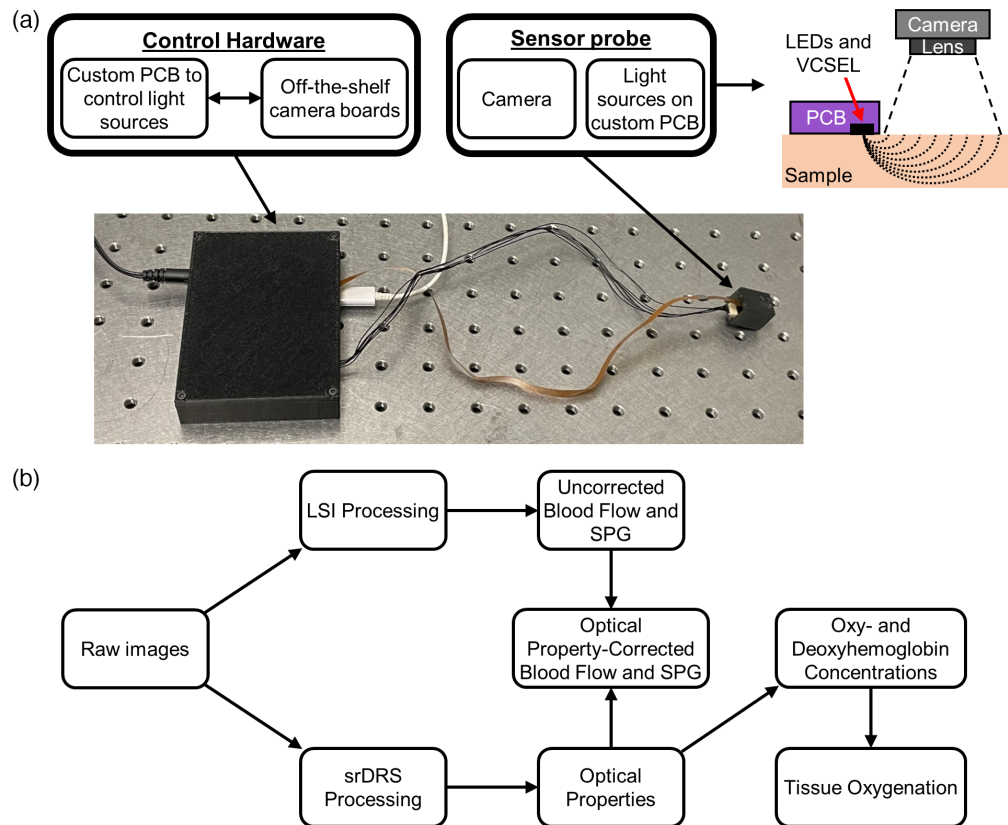 (a)
Control Hardware
Custom PCB to
control light
sources
Off-the-shelf
camera boards
Sensor probe
Camera
Light
sources on
custom PCB
LEDs and
VCSEL
Camera
Lens
PCB
Sample
(b)
Raw images
LSI Processing
Uncorrected
Blood Flow and
SPG
Optical
Property-Corrected
Blood Flow and SPG
Oxy- and
Deoxyhemoglobin
Concentrations
srDRS
Processing
Optical
Properties
Tissue Oxygenation